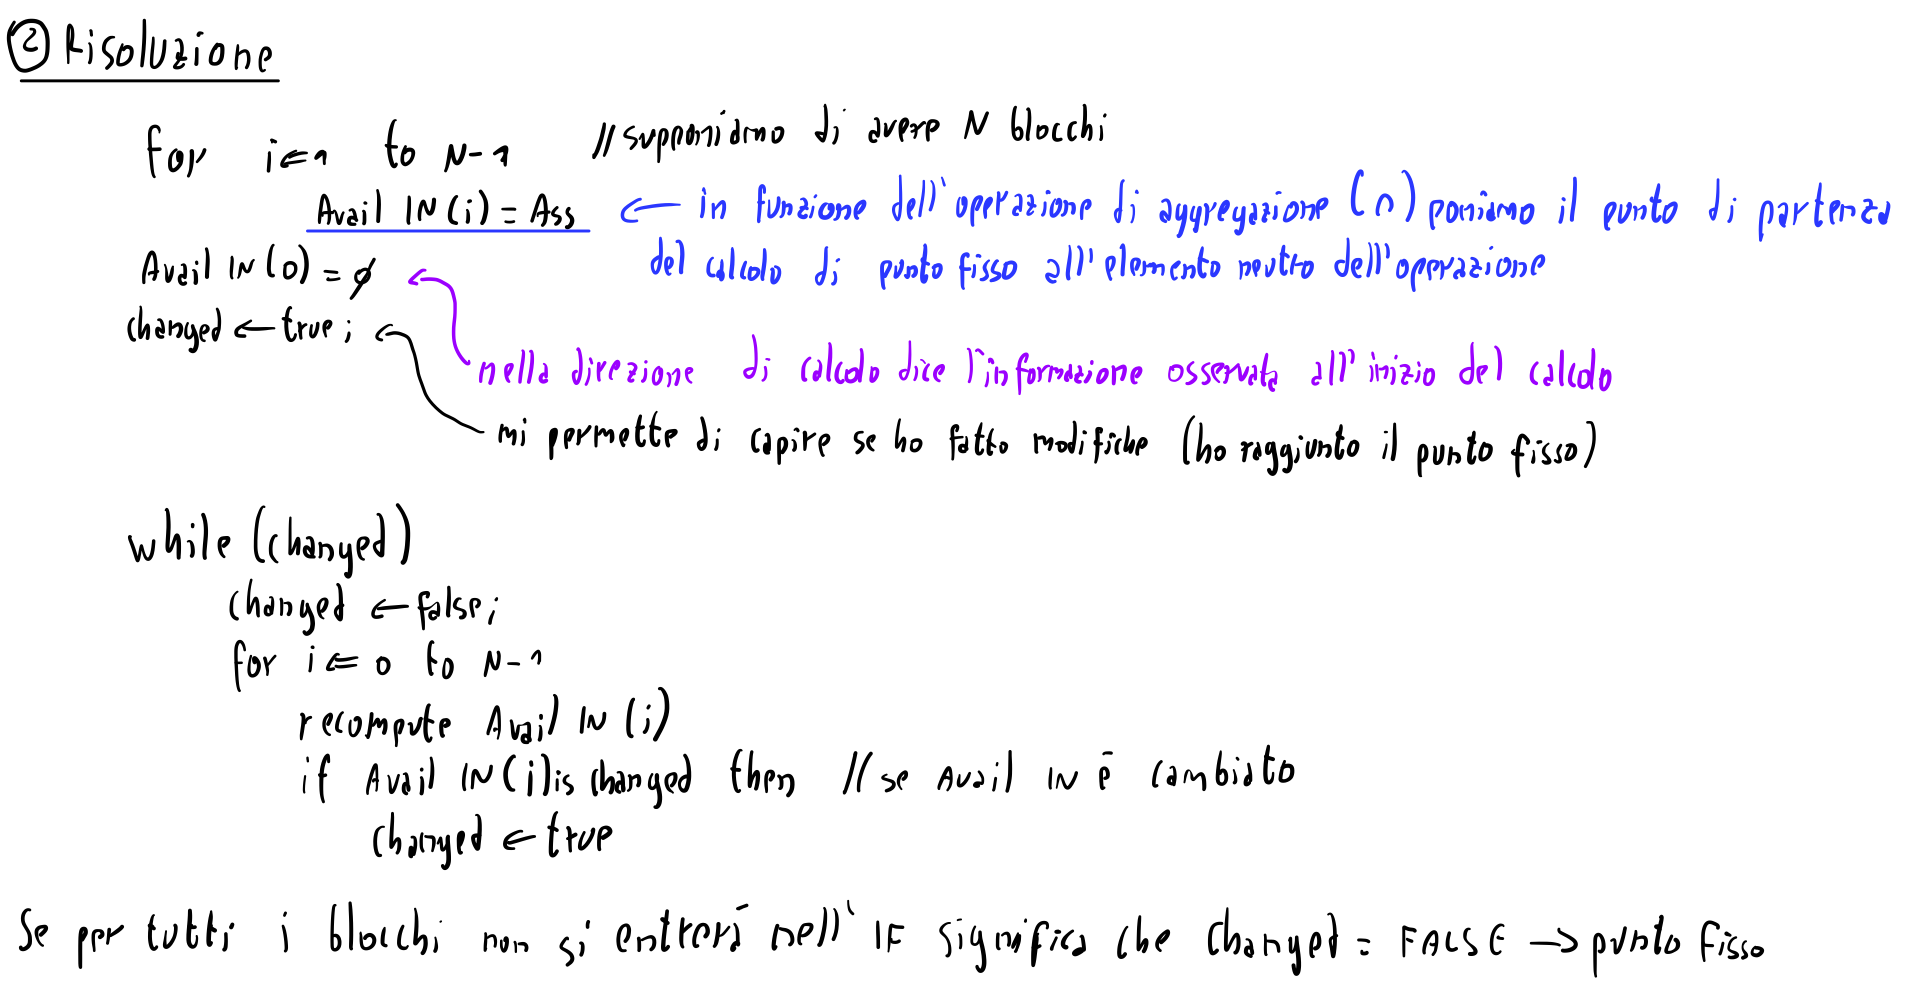 ② Risoluzione
for i ⇐ 1 to N-1 // supponiamo di avere N blocchi
Avail IN (i) = Ass ← in funzione dell'operazione di aggregazione (∩) poniamo il punto di partenza
del calcolo di punto fisso all'elemento neutro dell'operazione
Avail IN (0) = ∅
changed ← true;
nella direzione di calcolo dice l'informazione osservata all'inizio del calcolo
mi permette di capire se ho fatto modifiche (ho raggiunto il punto fisso)
while (changed)
changed ← false;
for i ⇐ 0 to N-1
recompute Avail IN (i)
if Avail IN (i) is changed then // se Avail IN è cambiato
changed ← true
Se per tutti i blocchi non si entrerà nell'IF significa che changed = FALSE → punto fisso